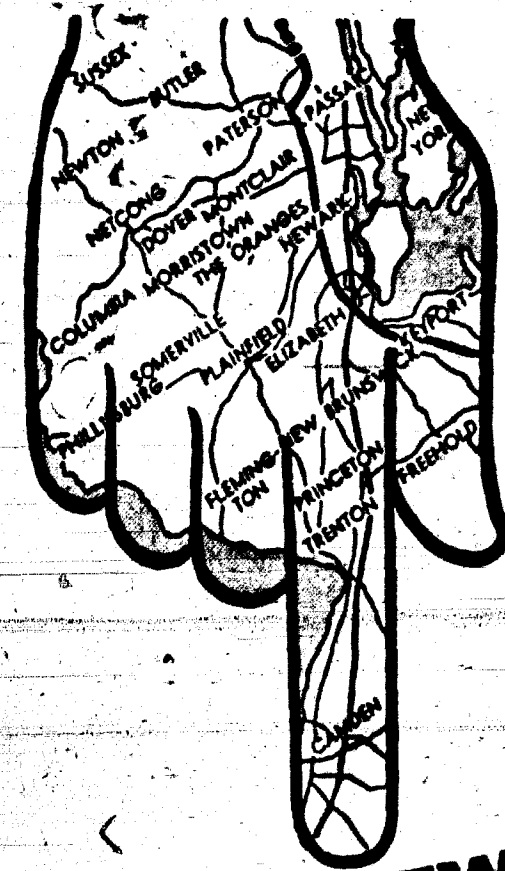 SUSSEX
BUTLER
PASSAIC
NEW
YORK
PATERSON
NEWTON
NETCONG
DOVER MONTCLAIR
MORRISTOWN
THE ORANGES
NEWARK
COLUMBIA
SOMERVILLE
PLAINFIELD
ELIZABETH
KEYPORT
PHILLIPSBURG
NEW BRUNSWICK
FLEMING-
TON
PRINCETON
FREEHOLD
TRENTON
CAMDEN